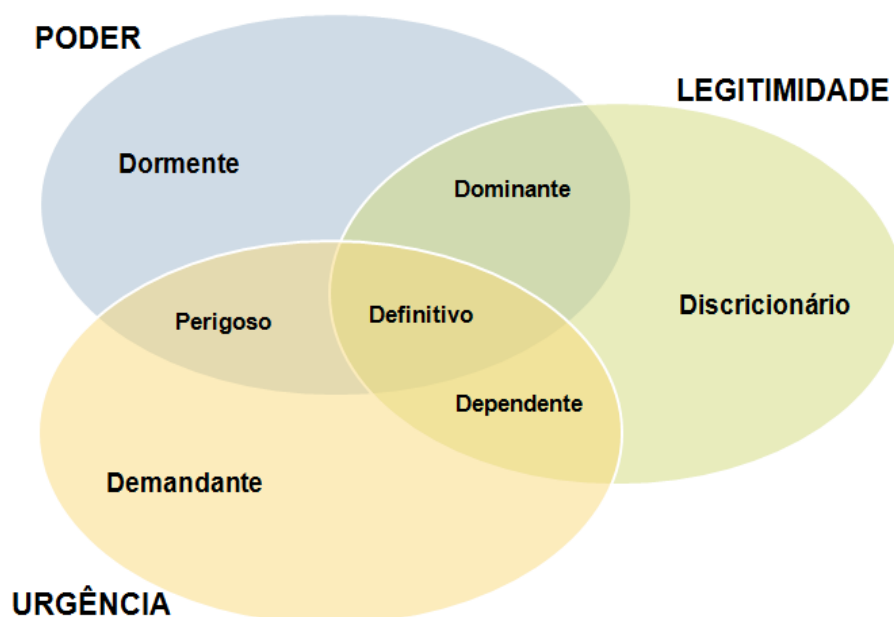 PODER
LEGITIMIDADE
Dormente
Dominante
Discricionário
Perigoso
Definitivo
Dependente
Demandante
URGÊNCIA